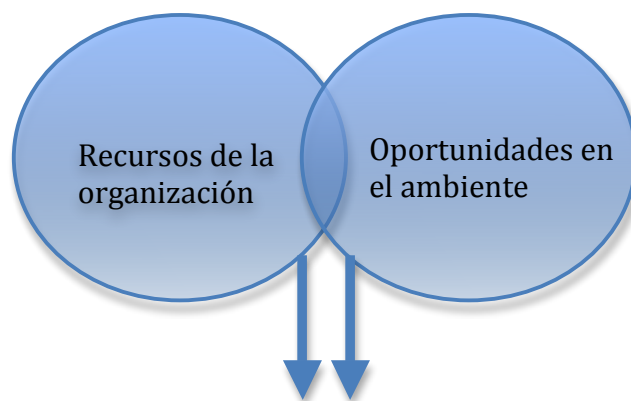 Recursos de la
organización
Oportunidades en
el ambiente